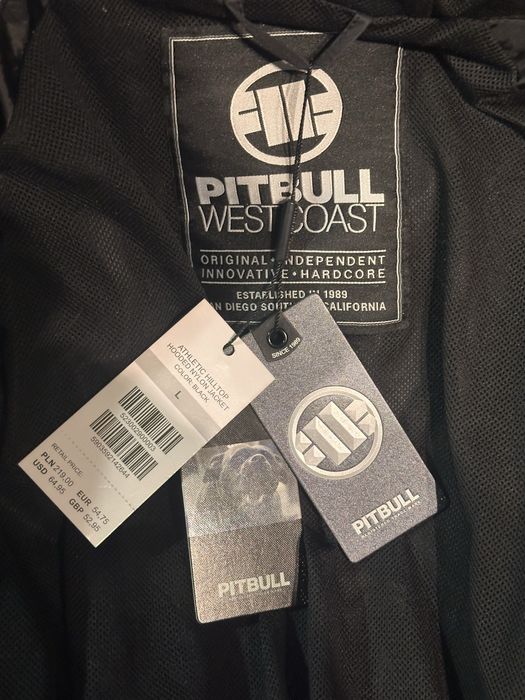 PITBULL
WEST COAST
ORIGINAL • INDEPENDENT
INNOVATIVE • HARDCORE
ESTABLISHED IN 1989
SAN DIEGO SOUTH CALIFORNIA
SINCE 1989
ATHLETIC HILLTOP
HOODED NYLON JACKET
COLOR: BLACK
L
RETAIL PRICE:
PLN 219,00 EUR 54,75
USD 64,95 GBP 52,95
PITBULL
PITBULL